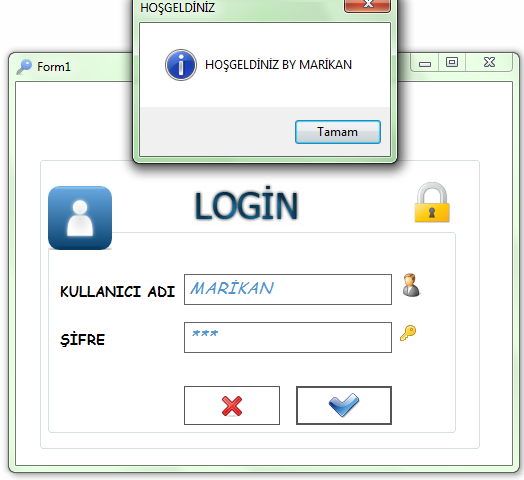 HOŞGELDİNİZ
HOŞGELDİNİZ BY MARİKAN
Tamam
Form1
LOGİN
KULLANICI ADI
MARİKAN
ŞİFRE
***